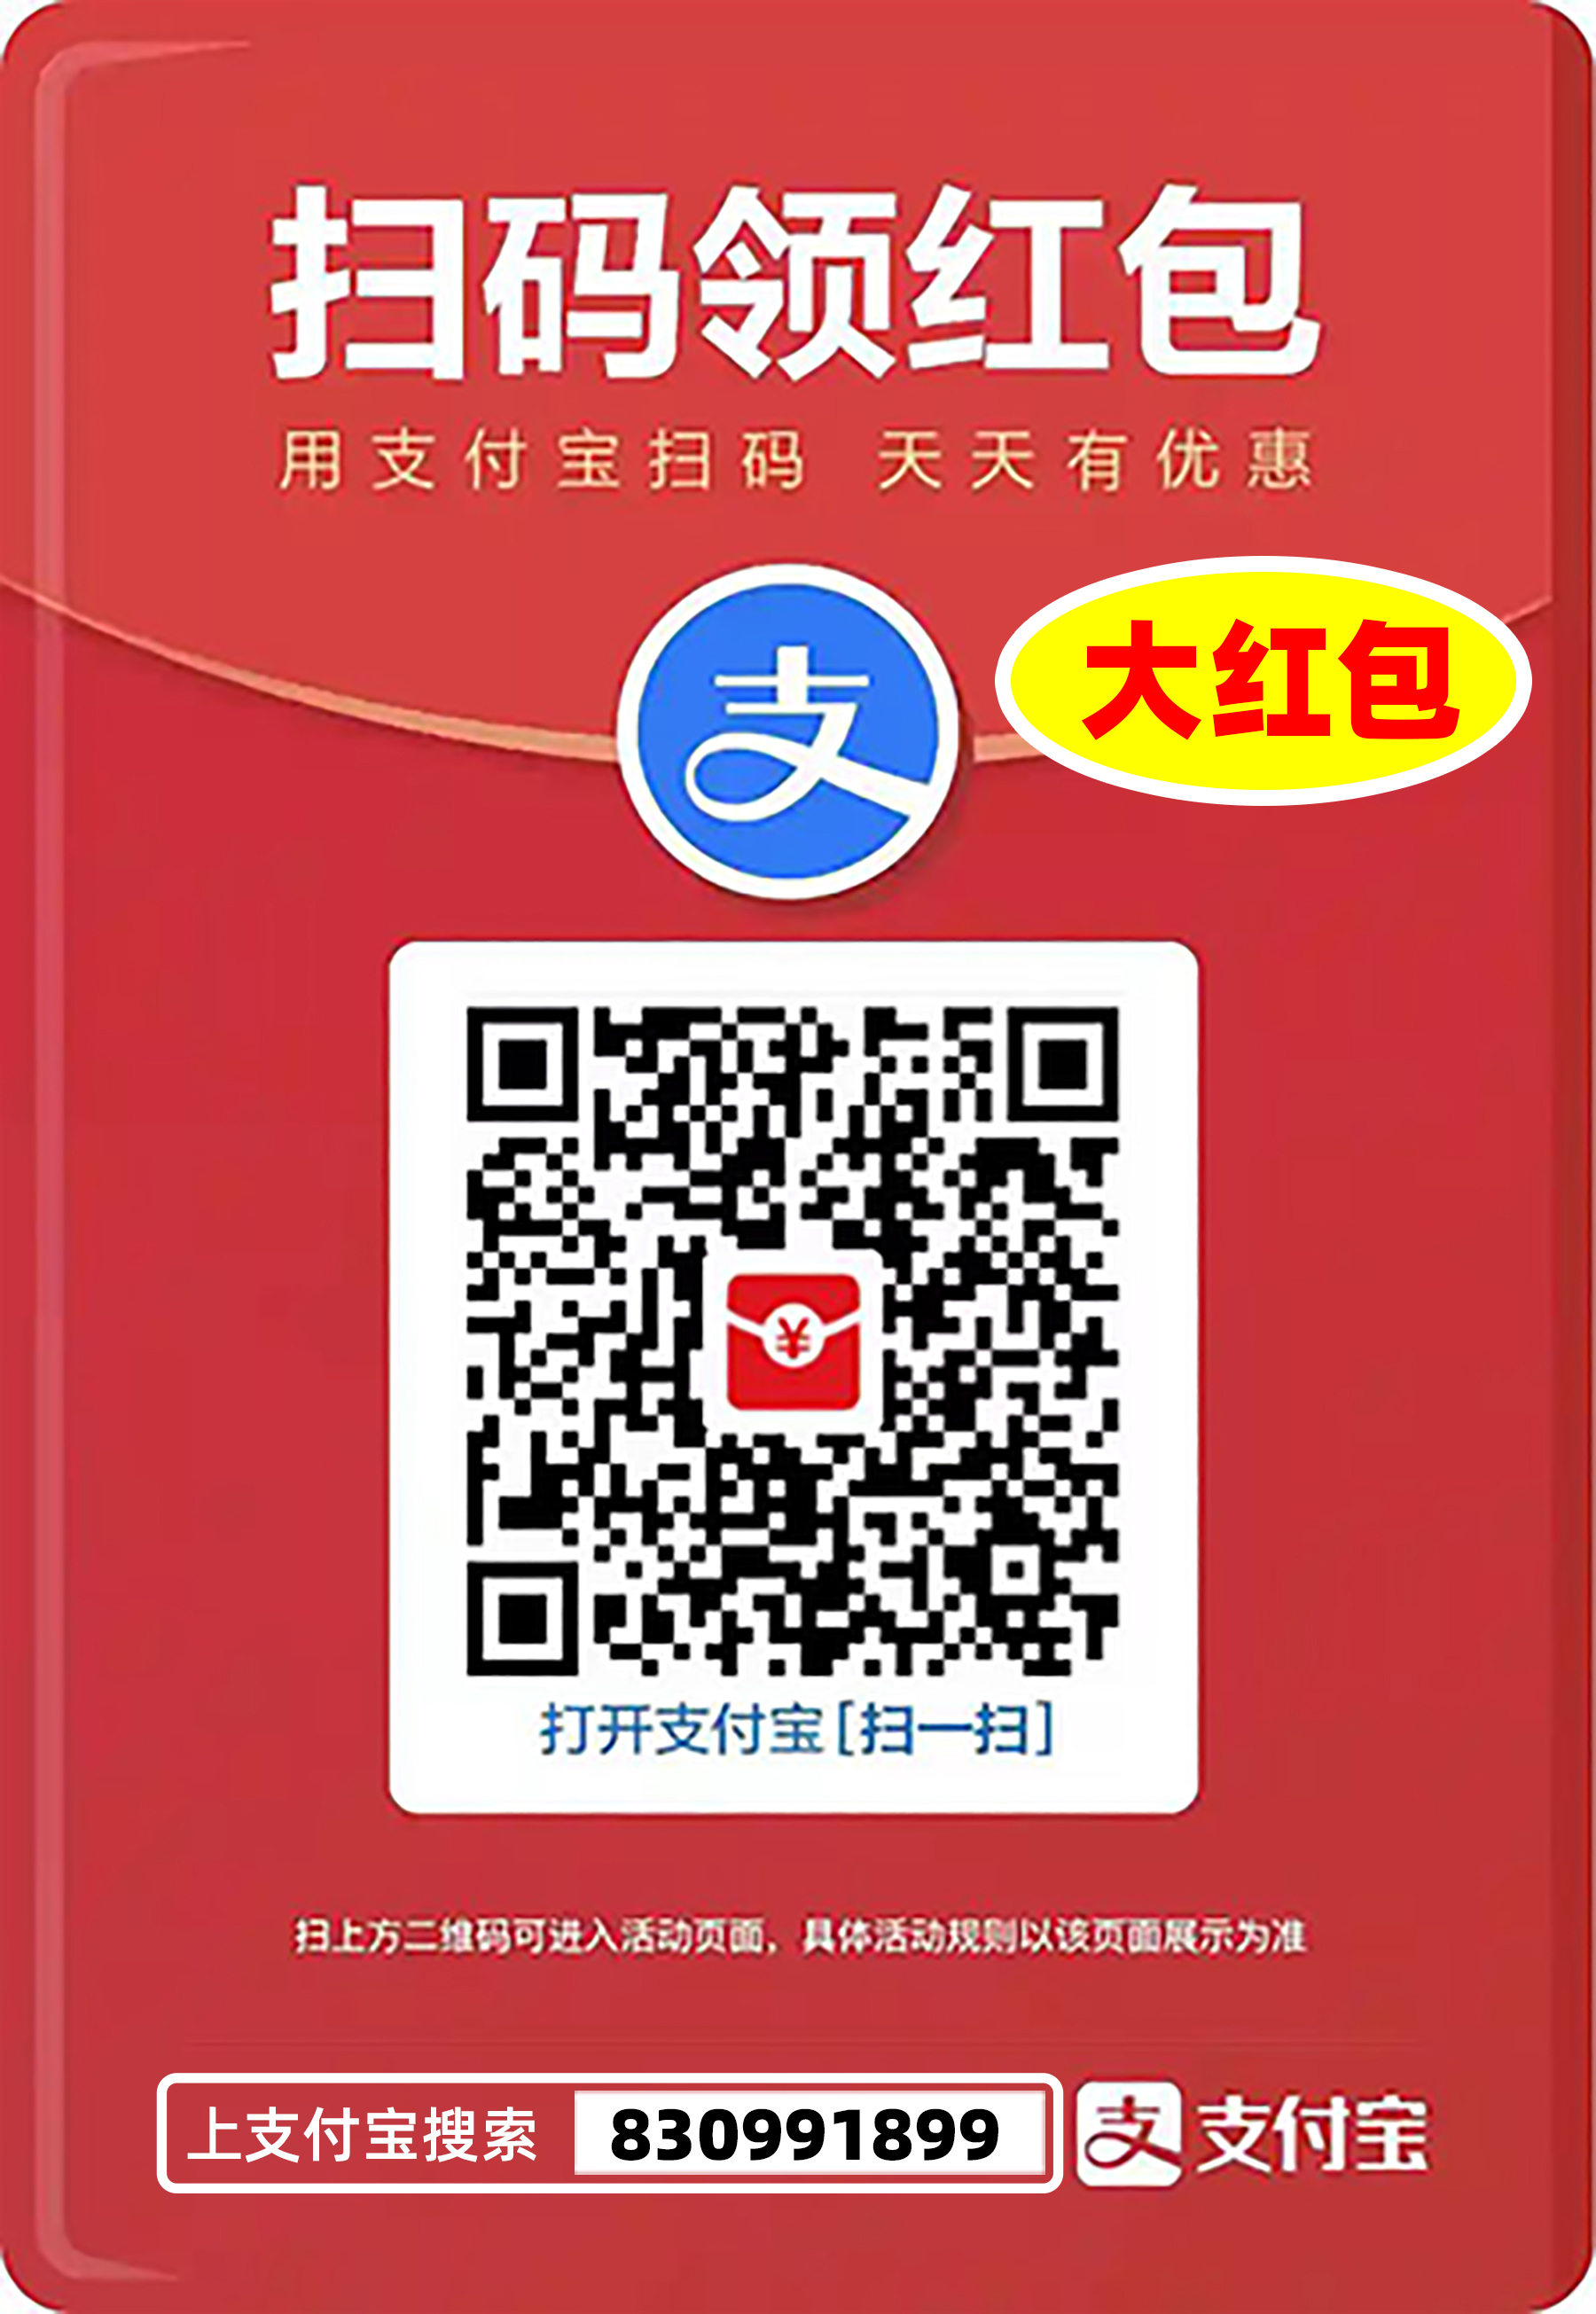 扫码领红包
用支付宝扫码 天天有优惠
支
大红包
¥
打开支付宝[扫一扫]
扫上方二维码可进入活动页面，具体活动规则以该页面展示为准
上支付宝搜索 830991899 支 支付宝